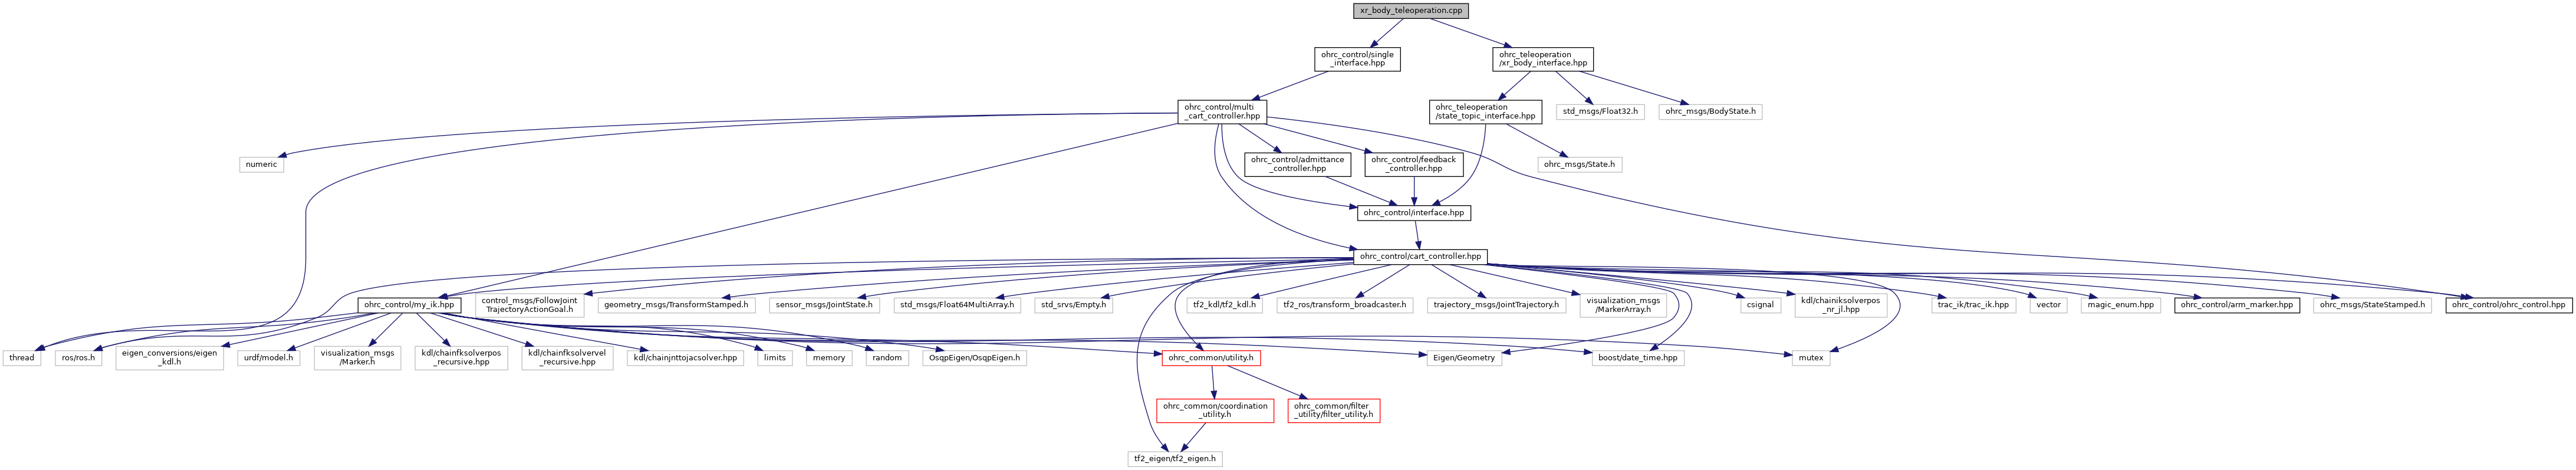 xr_body_teleoperation.cpp
ohrc_control/single
_interface.hpp
ohrc_teleoperation
/xr_body_interface.hpp
ohrc_control/multi
_cart_controller.hpp
ohrc_teleoperation
/state_topic_interface.hpp
std_msgs/Float32.h
ohrc_msgs/BodyState.h
numeric
ohrc_control/admittance
_controller.hpp
ohrc_control/feedback
_controller.hpp
ohrc_msgs/State.h
ohrc_control/interface.hpp
ohrc_control/cart_controller.hpp
ohrc_control/my_ik.hpp
control_msgs/FollowJoint
TrajectoryActionGoal.h
geometry_msgs/TransformStamped.h
sensor_msgs/JointState.h
std_msgs/Float64MultiArray.h
std_srvs/Empty.h
tf2_kdl/tf2_kdl.h
tf2_ros/transform_broadcaster.h
trajectory_msgs/JointTrajectory.h
visualization_msgs
/MarkerArray.h
csignal
kdl/chainiksolverpos
_nr_jl.hpp
trac_ik/trac_ik.hpp
vector
magic_enum.hpp
ohrc_control/arm_marker.hpp
ohrc_msgs/StateStamped.h
ohrc_control/ohrc_control.hpp
thread
ros/ros.h
eigen_conversions/eigen
_kdl.h
urdf/model.h
visualization_msgs
/Marker.h
kdl/chainfksolverpos
_recursive.hpp
kdl/chainfksolvervel
_recursive.hpp
kdl/chainjnttojacsolver.hpp
limits
memory
random
OsqpEigen/OsqpEigen.h
ohrc_common/utility.h
Eigen/Geometry
boost/date_time.hpp
mutex
ohrc_common/coordination
_utility.h
ohrc_common/filter
_utility/filter_utility.h
tf2_eigen/tf2_eigen.h